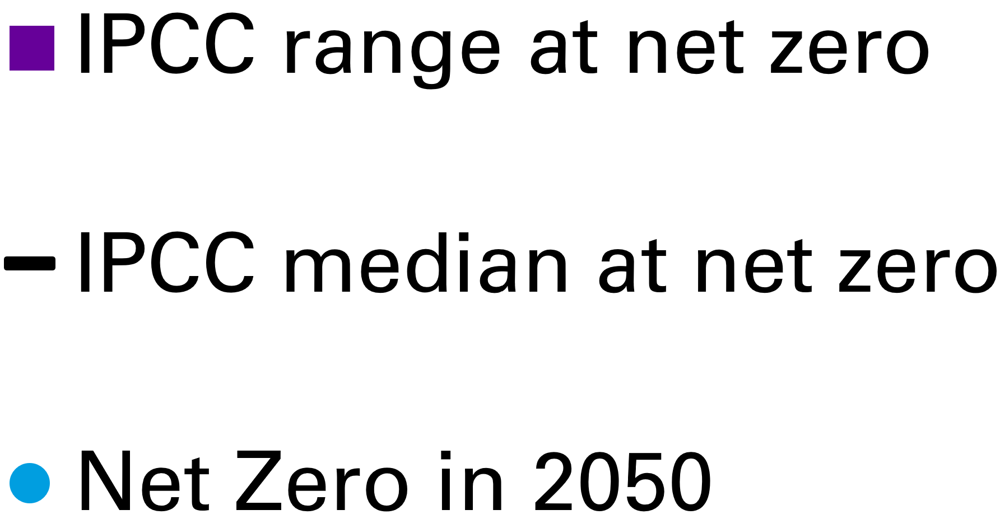 IPCC range at net zero
IPCC median at net zero
Net Zero in 2050